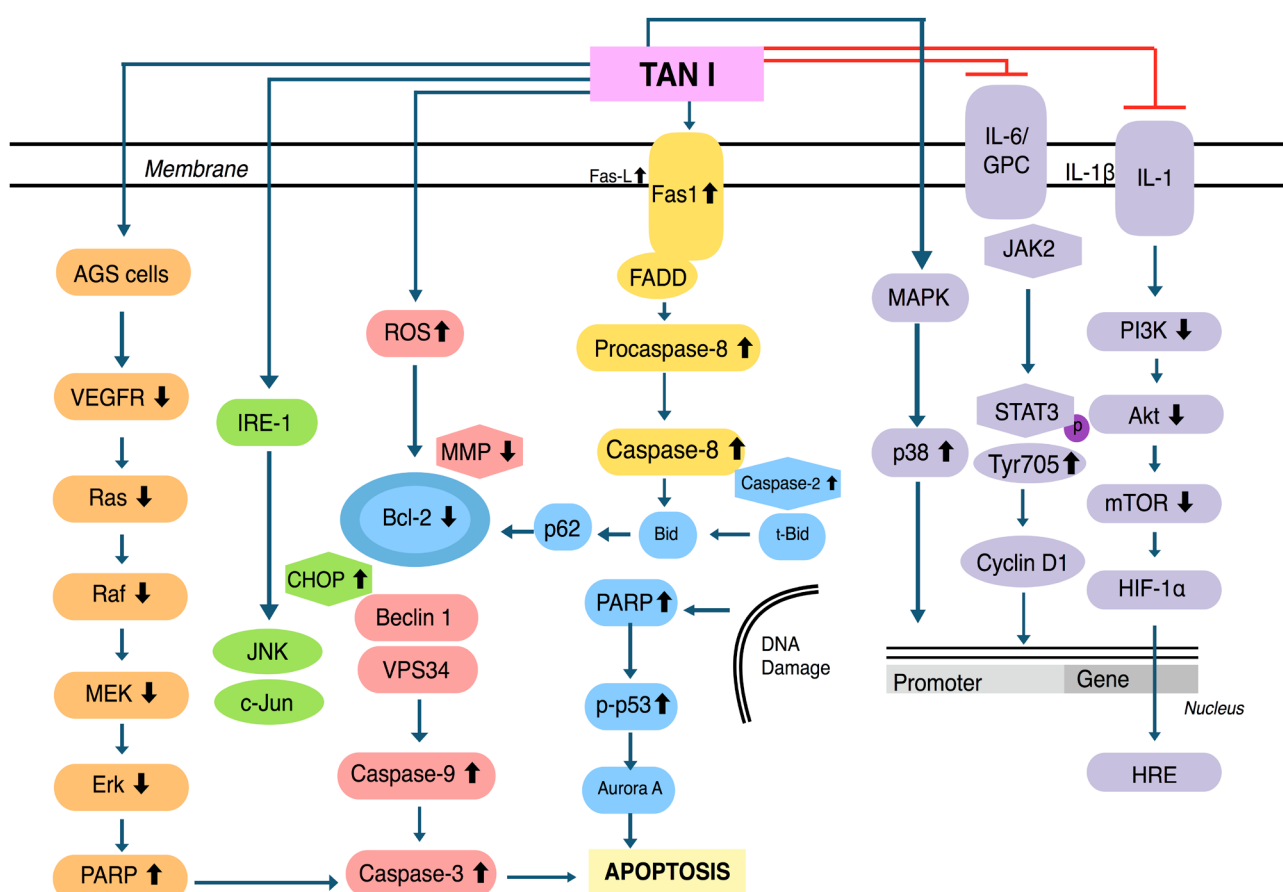 TAN I
Membrane
Fas-L
Fas1
IL-6/
GPC
IL-1β
IL-1
AGS cells
FADD
JAK2
MAPK
ROS
Procaspase-8
PI3K
VEGFR
IRE-1
MMP
Caspase-8
STAT3
p
Akt
p38
Tyr705
Caspase-2
Ras
Bcl-2
p62
Bid
t-Bid
mTOR
Cyclin D1
CHOP
HIF-1α
Raf
Beclin 1
PARP
DNA
Damage
JNK
VPS34
MEK
c-Jun
p-p53
Promoter
Gene
Nucleus
Erk
Caspase-9
Aurora A
HRE
PARP
Caspase-3
APOPTOSIS